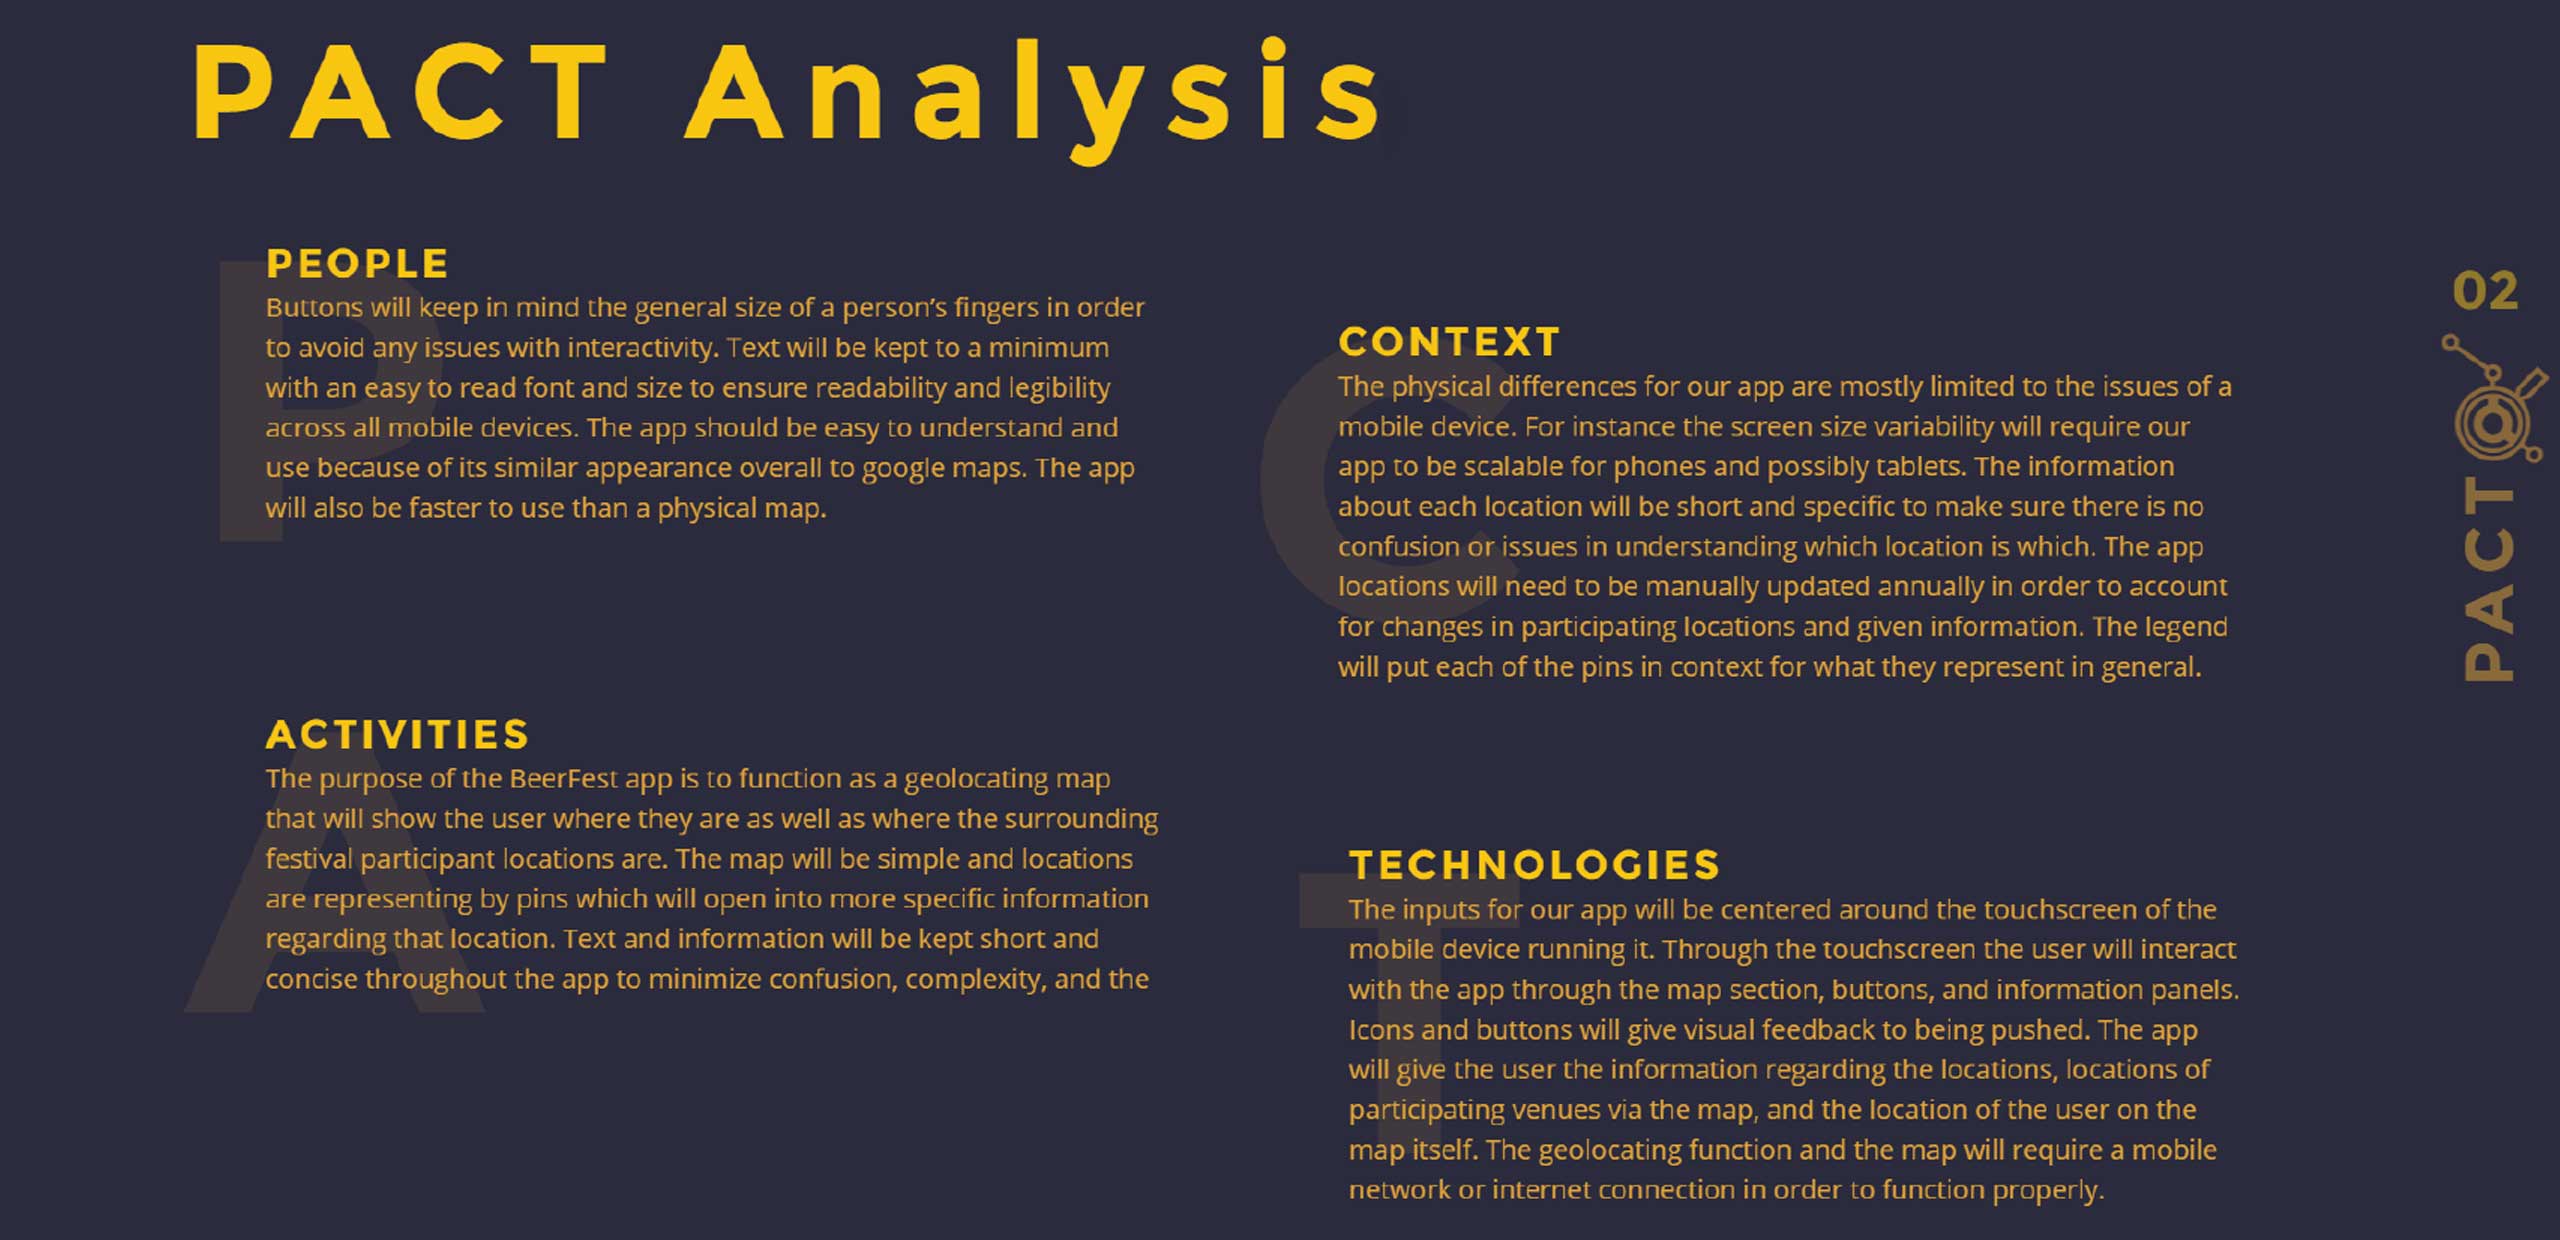 PACT Analysis
PEOPLE
Buttons will keep in mind the general size of a person’s fingers in order
to avoid any issues with interactivity. Text will be kept to a minimum
with an easy to read font and size to ensure readability and legibility
across all mobile devices. The app should be easy to understand and
use because of its similar appearance overall to google maps. The app
will also be faster to use than a physical map.
ACTIVITIES
The purpose of the BeerFest app is to function as a geolocating map
that will show the user where they are as well as where the surrounding
festival participant locations are. The map will be simple and locations
are representing by pins which will open into more specific information
regarding that location. Text and information will be kept short and
concise throughout the app to minimize confusion, complexity, and the
CONTEXT
The physical differences for our app are mostly limited to the issues of a
mobile device. For instance the screen size variability will require our
app to be scalable for phones and possibly tablets. The information
about each location will be short and specific to make sure there is no
confusion or issues in understanding which location is which. The app
locations will need to be manually updated annually in order to account
for changes in participating locations and given information. The legend
will put each of the pins in context for what they represent in general.
TECHNOLOGIES
The inputs for our app will be centered around the touchscreen of the
mobile device running it. Through the touchscreen the user will interact
with the app through the map section, buttons, and information panels.
Icons and buttons will give visual feedback to being pushed. The app
will give the user the information regarding the locations, locations of
participating venues via the map, and the location of the user on the
map itself. The geolocating function and the map will require a mobile
network or internet connection in order to function properly.
P
A
C
T
02
PACT